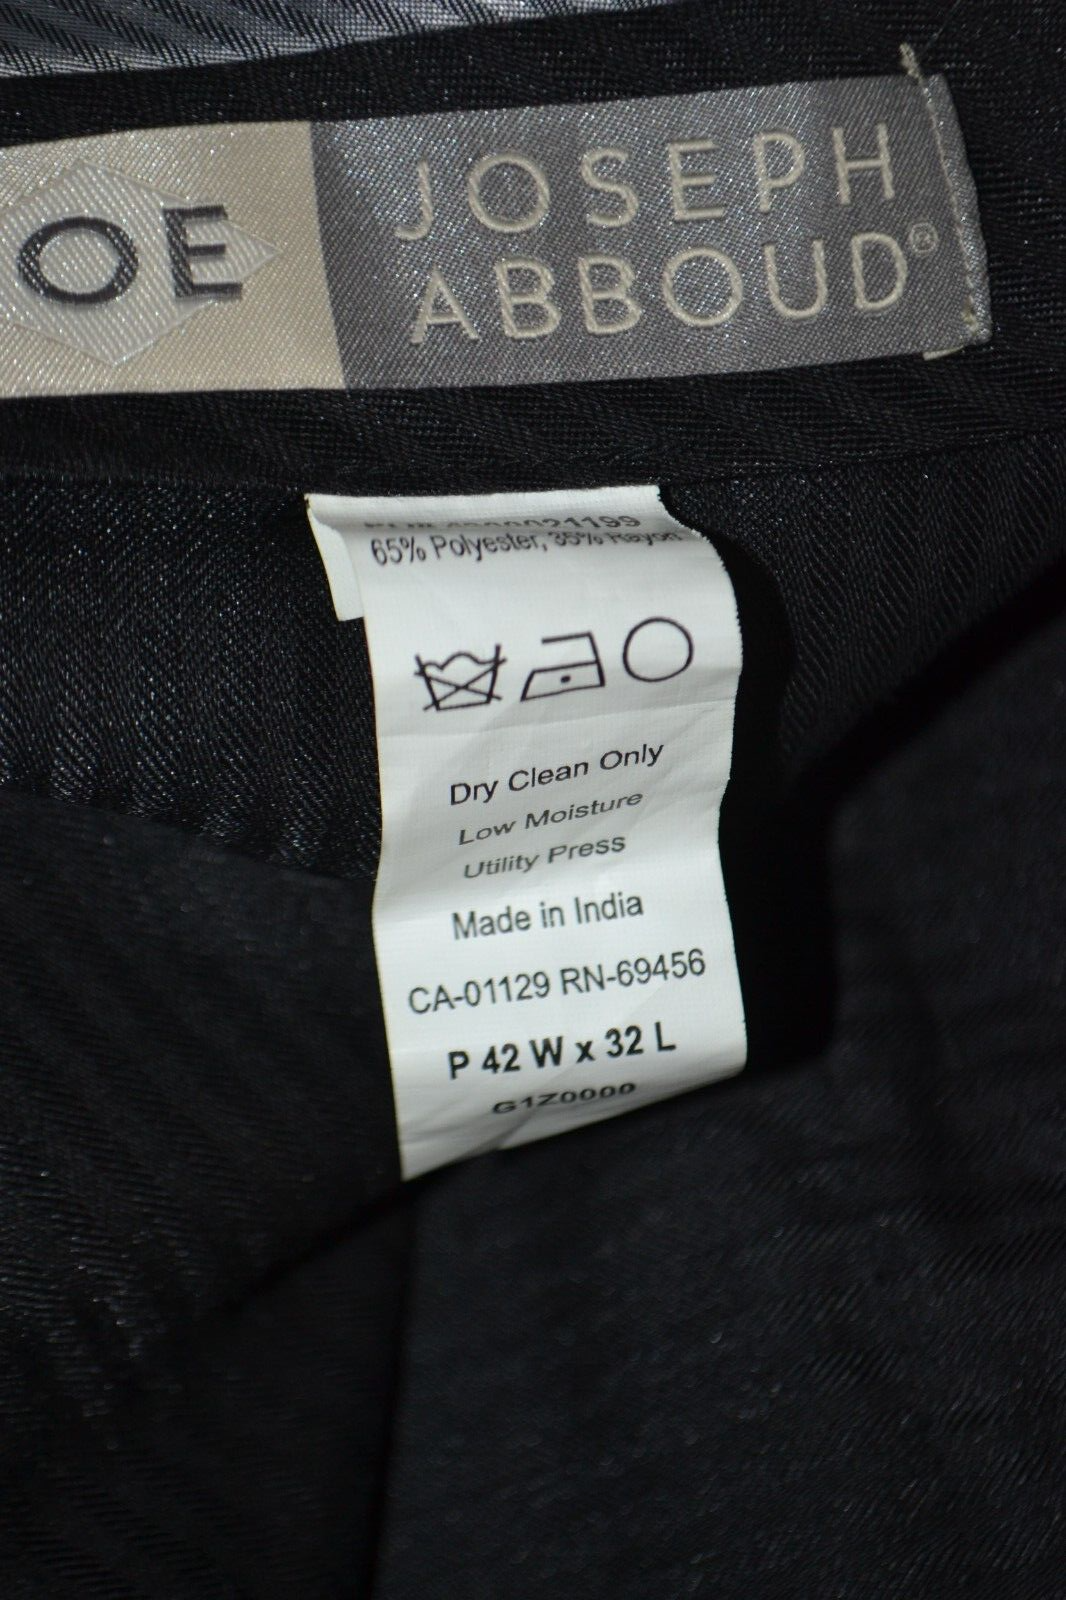 OE
JOSEPH
ABBOUD®
21199
65% Polyester, 35% Rayon
Dry Clean Only
Low Moisture
Utility Press
Made in India
CA-01129 RN-69456
P 42 W x 32 L
G1Z0000